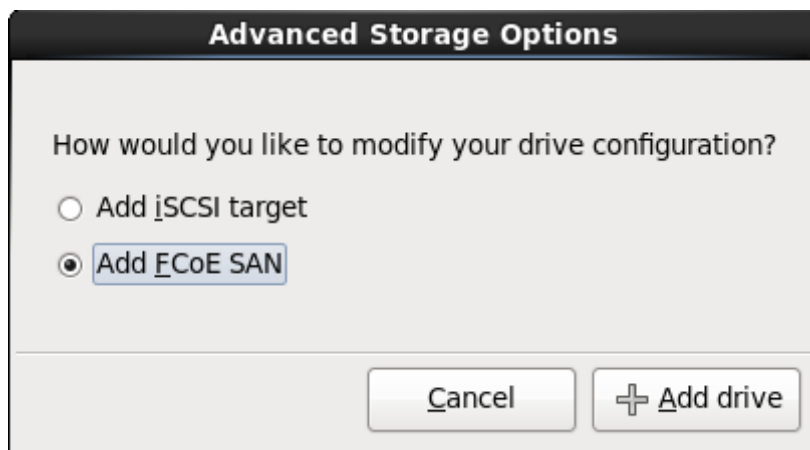 Advanced Storage Options
How would you like to modify your drive configuration?
Add iSCSI target
Add FCoE SAN
Cancel
Add drive